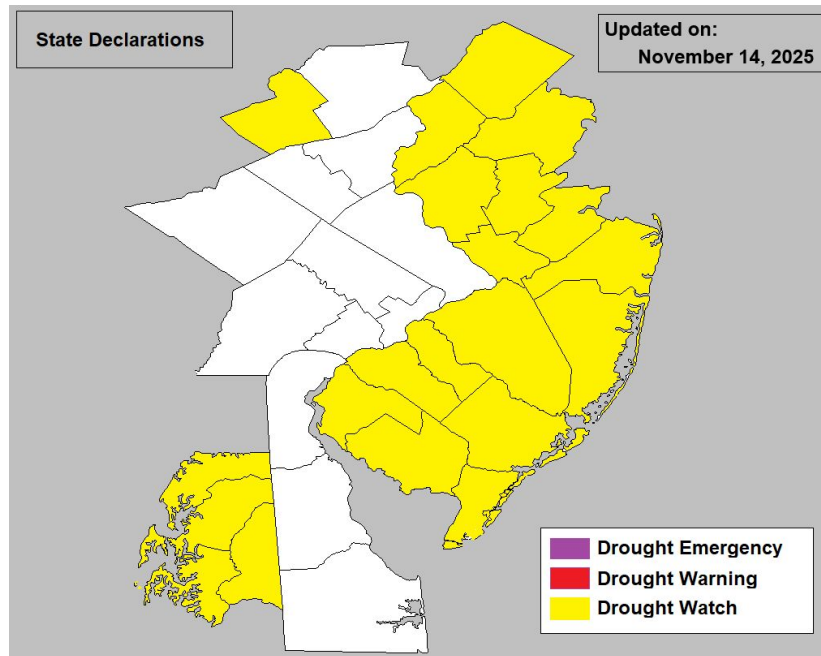 State Declarations
Updated on:
November 14, 2025
Drought Emergency
Drought Warning
Drought Watch